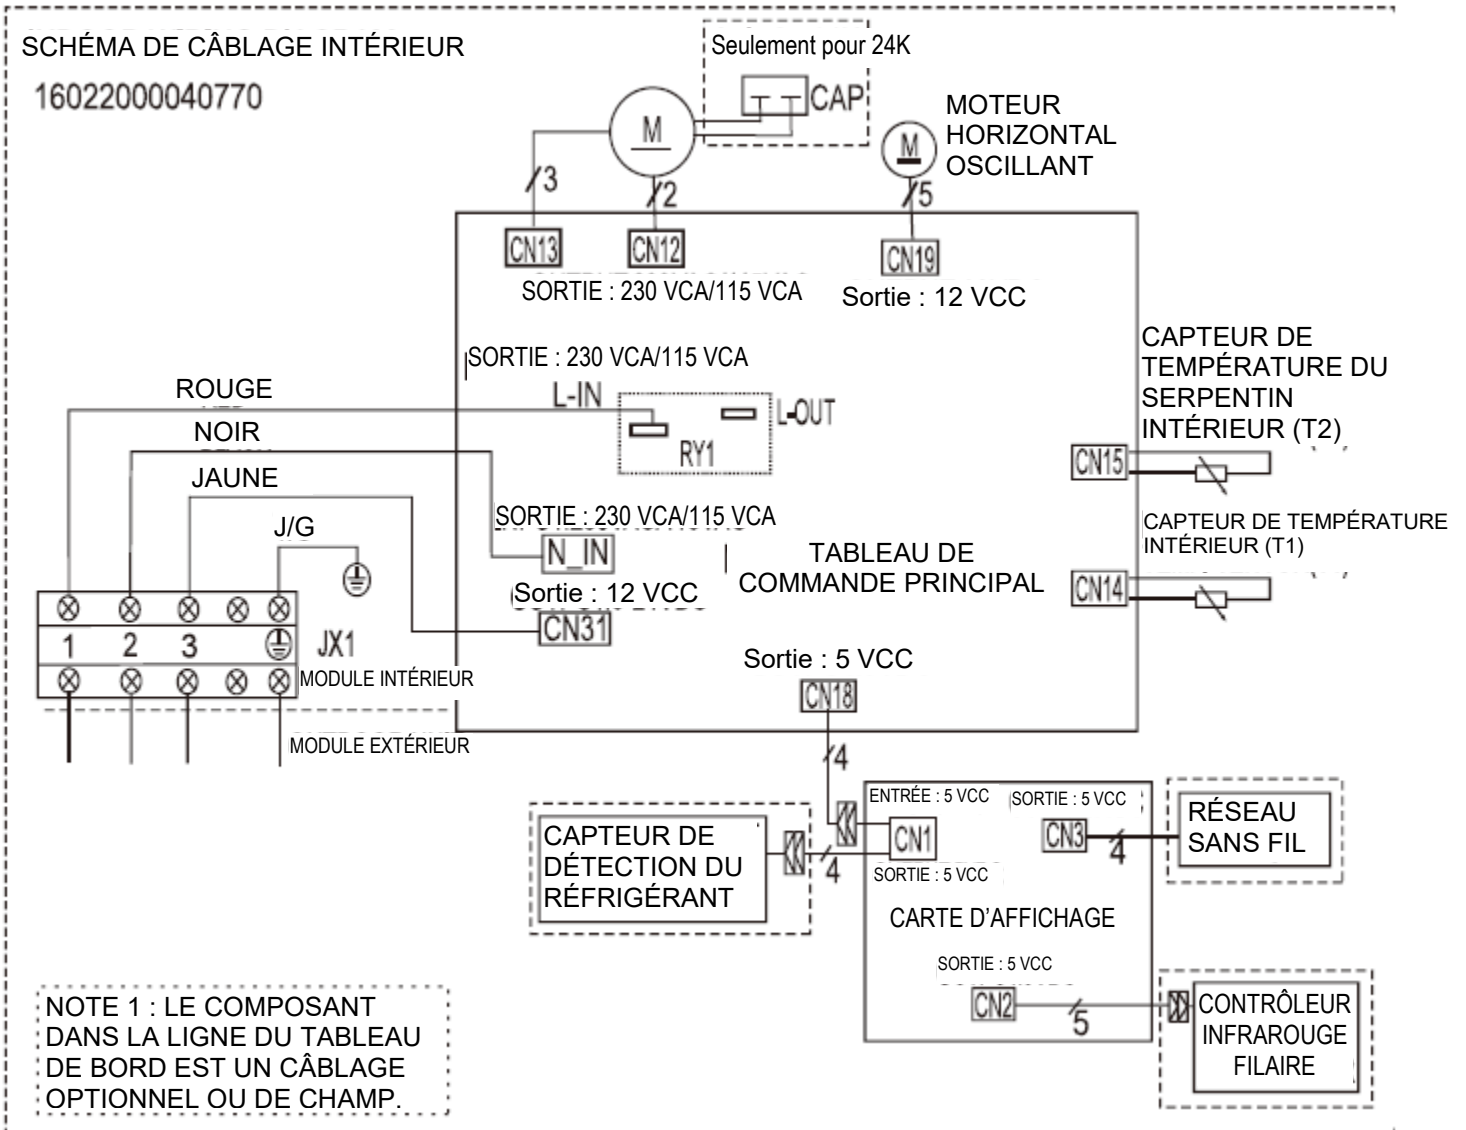 SCHÉMA DE CÂBLAGE INTÉRIEUR
16022000040770
Seulement pour 24K
CAP
M
M
MOTEUR
HORIZONTAL
OSCILLANT
3
2
5
CN13
CN12
CN19
SORTIE : 230 VCA/115 VCA
Sortie : 12 VCC
SORTIE : 230 VCA/115 VCA
L-IN
L-OUT
RY1
ROUGE
NOIR
JAUNE
J/G
CAPTEUR DE
TEMPÉRATURE DU
SERPENTIN
INTÉRIEUR (T2)
CN15
SORTIE : 230 VCA/115 VCA
N_IN
Sortie : 12 VCC
CN31
TABLEAU DE
COMMANDE PRINCIPAL
CAPTEUR DE TEMPÉRATURE
INTÉRIEUR (T1)
CN14
1 2 3
JX1
MODULE INTÉRIEUR
MODULE EXTÉRIEUR
Sortie : 5 VCC
CN18
4
ENTRÉE : 5 VCC
SORTIE : 5 VCC
CN1
CN3
4
RÉSEAU
SANS FIL
CAPTEUR DE
DÉTECTION DU
RÉFRIGÉRANT
4
SORTIE : 5 VCC
CARTE D’AFFICHAGE
SORTIE : 5 VCC
CN2
5
CONTRÔLEUR
INFRAROUGE
FILAIRE
NOTE 1 : LE COMPOSANT
DANS LA LIGNE DU TABLEAU
DE BORD EST UN CÂBLAGE
OPTIONNEL OU DE CHAMP.